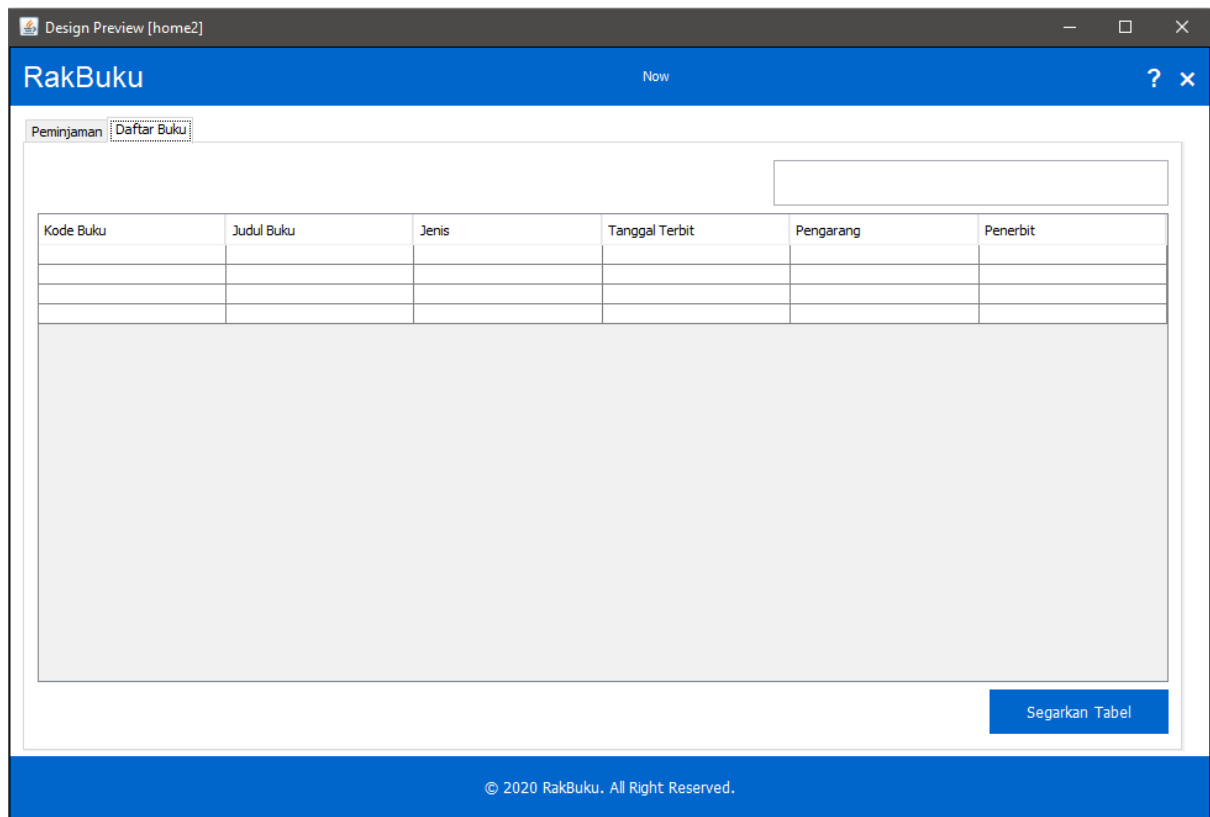 Design Preview [home2]
RakBuku Now ? ×
Peminjaman Daftar Buku
Kode Buku Judul Buku Jenis Tanggal Terbit Pengarang Penerbit
Segarkan Tabel
© 2020 RakBuku. All Right Reserved.